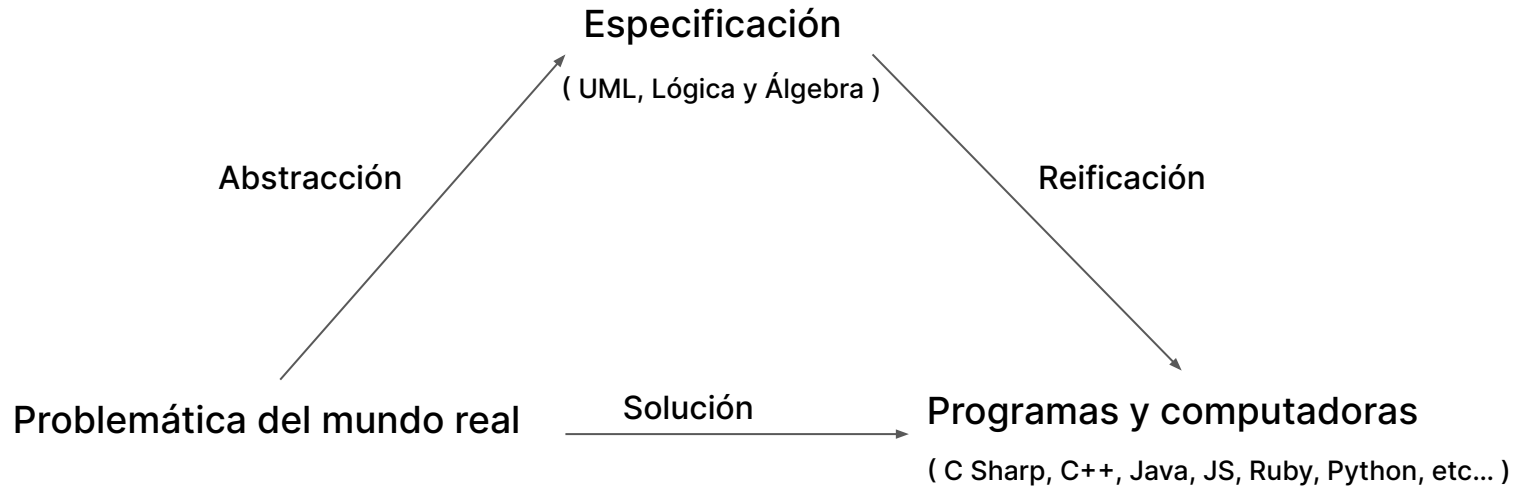 Especificación
( UML, Lógica y Álgebra )
Abstracción
Reificación
Problemática del mundo real
Solución
Programas y computadoras
( C Sharp, C++, Java, JS, Ruby, Python, etc... )